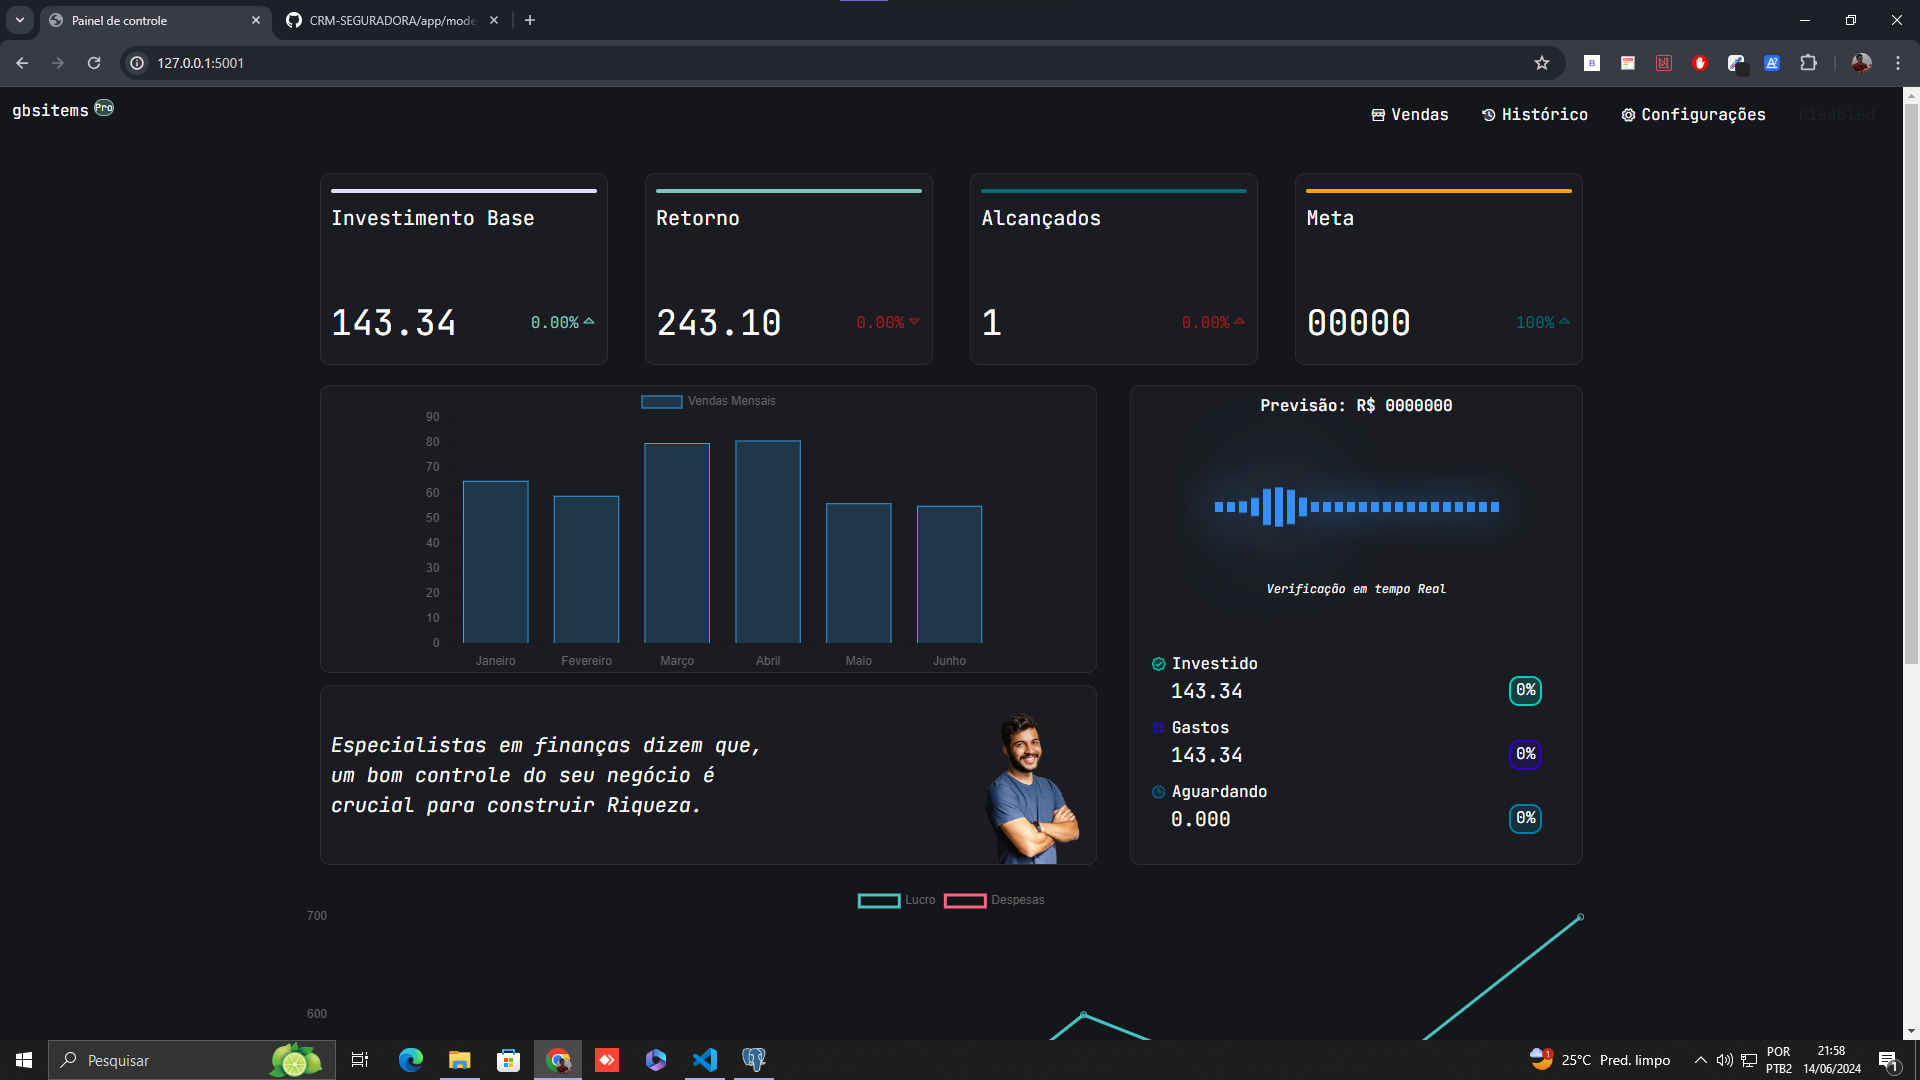 Painel de controle
CRM-SEGURADORA/app/mode
127.0.0.1:5001
gbsitems Pro
Vendas
Histórico
Configurações
Disabled
Investimento Base
143.34
0.00%
Retorno
243.10
0.00%
Alcançados
1
0.00%
Meta
00000
100%
Vendas Mensais
90
80
70
60
50
40
30
20
10
0
Janeiro Fevereiro Março Abril Maio Junho
Previsão: R$ 0000000
Verificação em tempo Real
Investido
143.34
0%
Gastos
143.34
0%
Aguardando
0.000
0%
Especialistas em finanças dizem que,
um bom controle do seu negócio é
crucial para construir Riqueza.
Lucro Despesas
700
600
Pesquisar
1
25°C Pred. limpo
POR
PTB2
21:58
14/06/2024
1